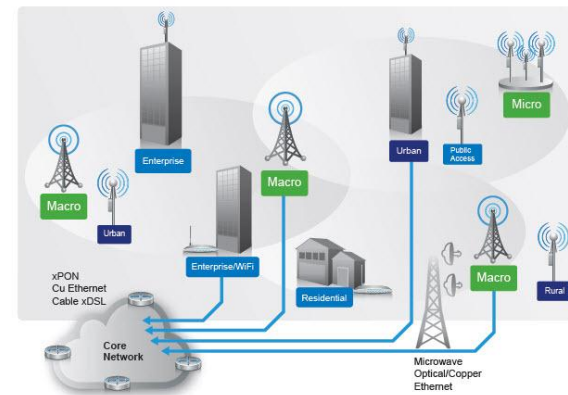 Enterprise
Micro
Urban
Public
Access
Macro
Macro
Urban
Enterprise/WiFi
Residential
Macro
Rural
xPON
Cu Ethernet
Cable xDSL
Core
Network
Microwave
Optical/Copper
Ethernet